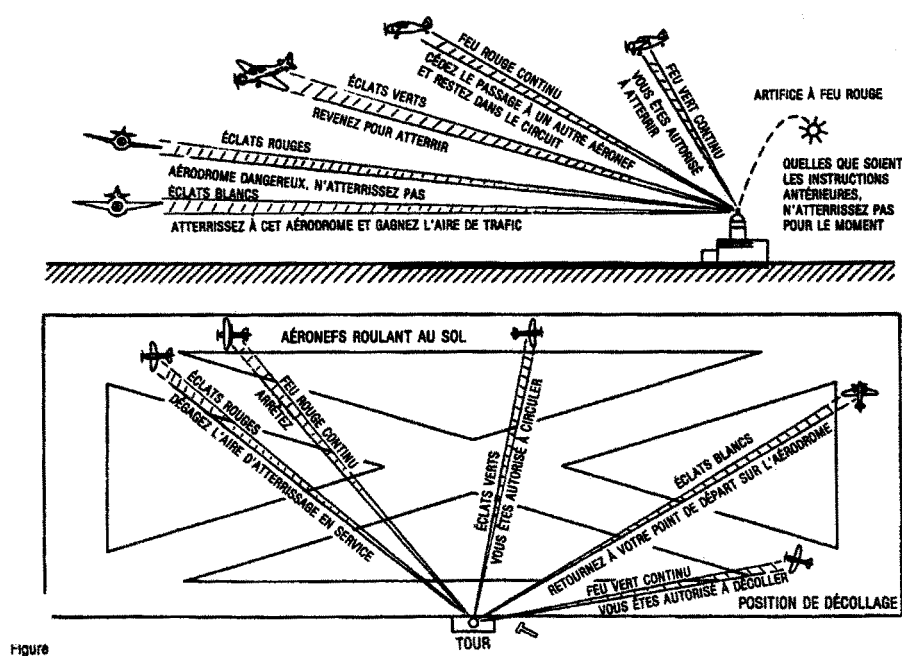 FEU ROUGE CONTINU
CÉDEZ LE PASSAGE À UN AUTRE AÉRONEF
ET RESTEZ DANS LE CIRCUIT
FEU VERT CONTINU
VOUS ÊTES AUTORISÉ
À ATTERRIR
ÉCLATS VERTS
REVENEZ POUR ATTERRIR
ARTIFICE À FEU ROUGE
QUELLES QUE SOIENT
LES INSTRUCTIONS
ANTÉRIEURES,
N'ATTERRISSEZ PAS
POUR LE MOMENT
ÉCLATS ROUGES
AÉRODROME DANGEREUX, N'ATTERRISSEZ PAS
ÉCLATS BLANCS
ATTERRISSEZ À CET AÉRODROME ET GAGNEZ L'AIRE DE TRAFIC
AÉRONEFS ROULANT AU SOL
ÉCLATS ROUGES
DÉGAGEZ L'AIRE D'ATTERRISSAGE EN SERVICE
FEU ROUGE CONTINU
ARRÊTEZ
ÉCLATS VERTS
VOUS ÊTES AUTORISÉ À CIRCULER
ÉCLATS BLANCS
RETOURNEZ À VOTRE POINT DE DÉPART SUR L'AÉRODROME
FEU VERT CONTINU
VOUS ÊTES AUTORISÉ À DÉCOLLER
POSITION DE DÉCOLLAGE
TOUR
Figure